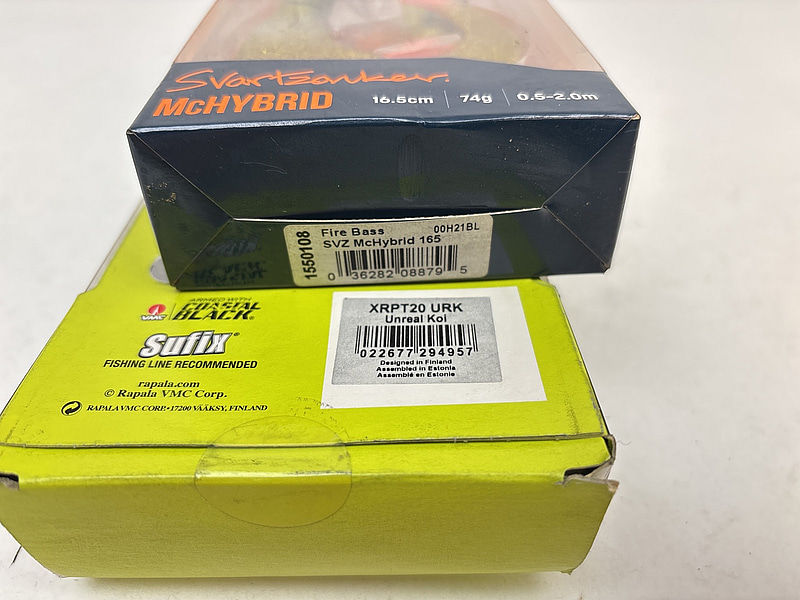 Svartzonker
McHYBRID 16.5cm | 74g | 0.5-2.0m
1550108
Fire Bass 00H21BL
SVZ McHybrid 165
0 36282 08879 5
VMC ARMED WITH
COASTAL
BLACK
Sufix®
FISHING LINE RECOMMENDED
rapala.com
© Rapala VMC Corp.
RAPALA VMC CORP.•17200 VÄÄKSY, FINLAND
XRPT20 URK
Unreal Koi
022677 294957
Designed in Finland
Assembled in Estonia
Assemblé en Estonie